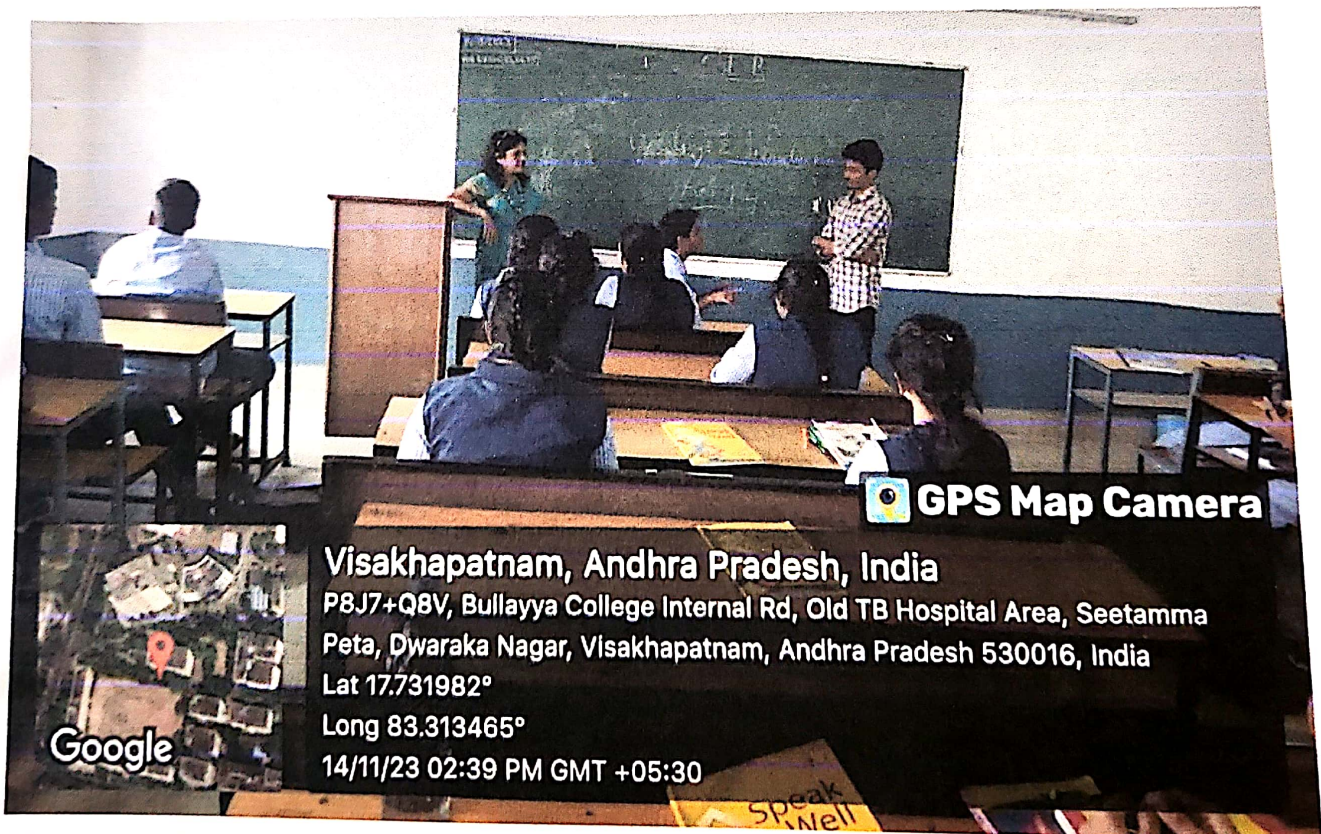 GPS Map Camera
Visakhapatnam, Andhra Pradesh, India
P8J7+Q8V, Bullayya College Internal Rd, Old TB Hospital Area, Seetamma
Peta, Dwaraka Nagar, Visakhapatnam, Andhra Pradesh 530016, India
Lat 17.731982°
Long 83.313465°
14/11/23 02:39 PM GMT +05:30
Google
Speak
Well